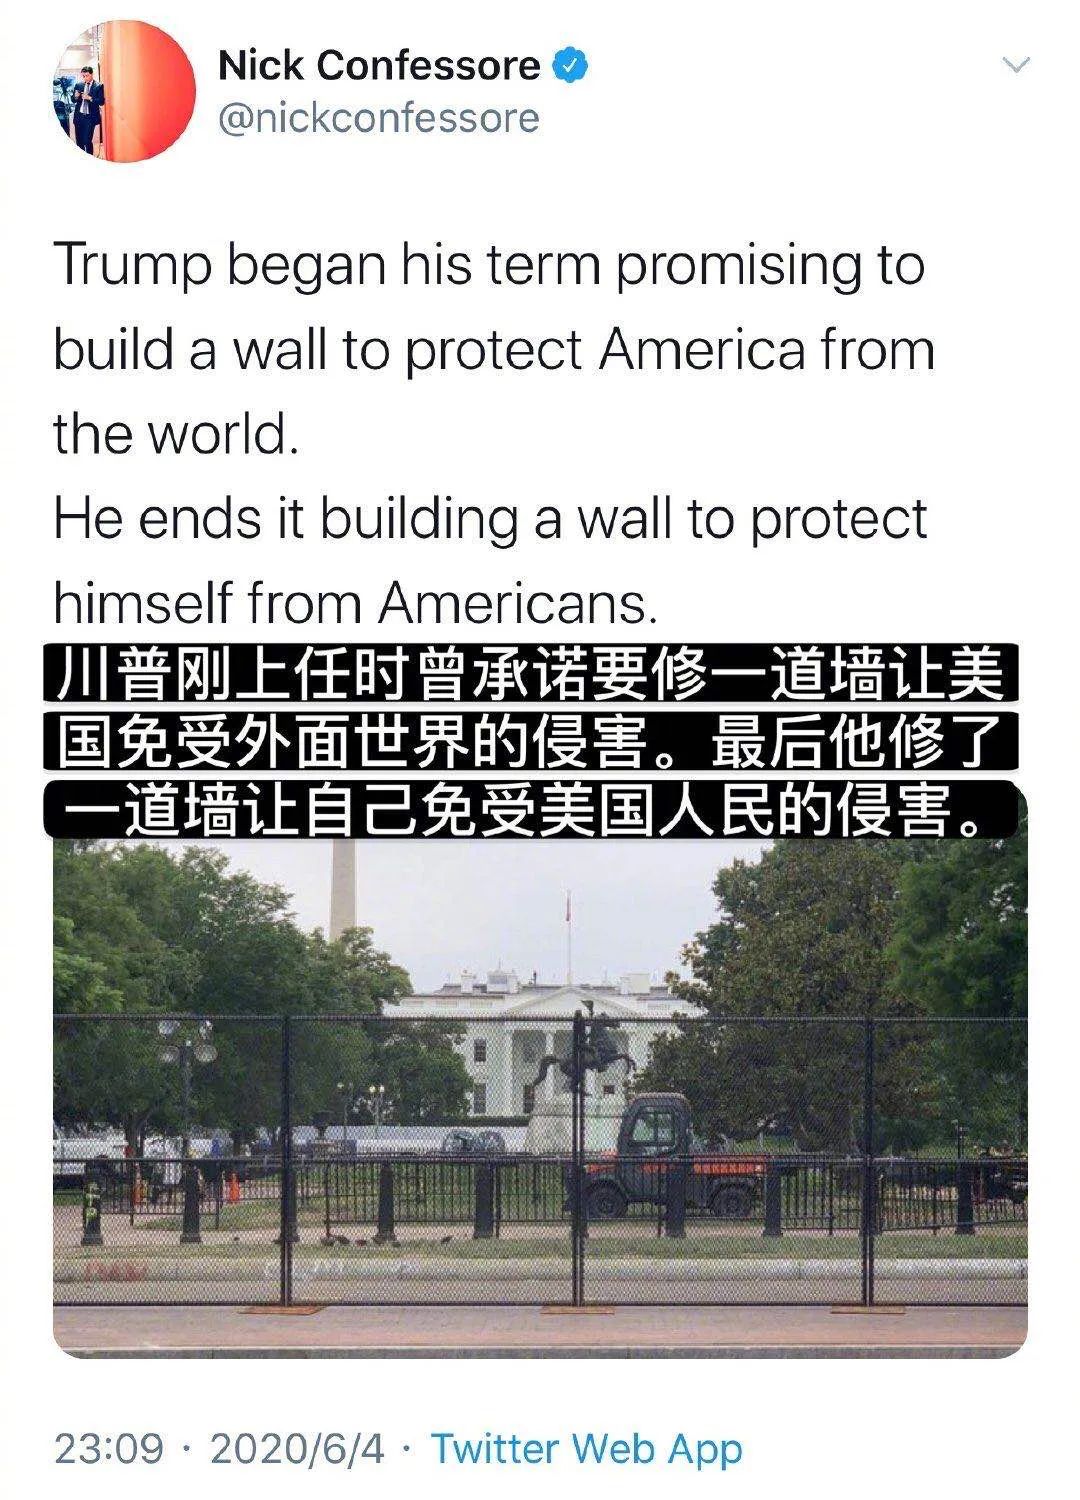 Nick Confessore
@nickconfessore
Trump began his term promising to
build a wall to protect America from
the world.
He ends it building a wall to protect
himself from Americans.
川普刚上任时曾承诺要修一道墙让美
国免受外面世界的侵害。最后他修了
一道墙让自己免受美国人民的侵害。
23:09 · 2020/6/4 · Twitter Web App